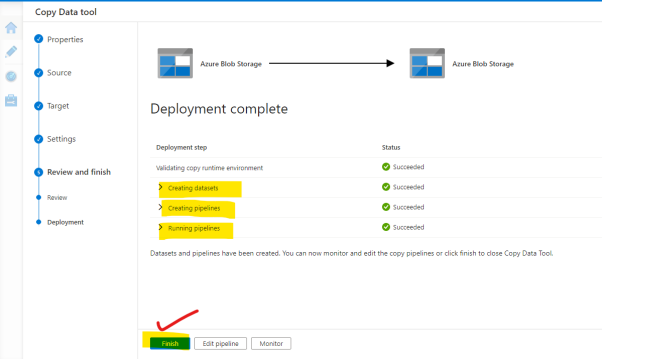 Copy Data tool
Properties
Source
Target
Settings
5 Review and finish
Review
Deployment
Azure Blob Storage
Azure Blob Storage
Deployment complete
Deployment step Status
Validating copy runtime environment Succeeded
Creating datasets Succeeded
Creating pipelines Succeeded
Running pipelines Succeeded
Datasets and pipelines have been created. You can now monitor and edit the copy pipelines or click finish to close Copy Data Tool.
Finish Edit pipeline Monitor